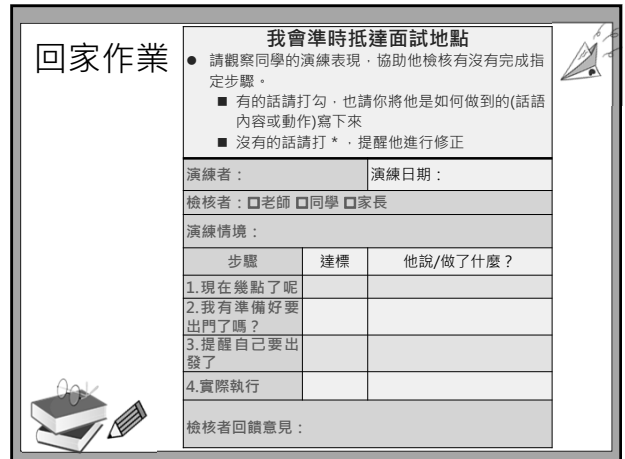 回家作業
我會準時抵達面試地點
● 請觀察同學的演練表現，協助他檢核有沒有完成指
定步驟。
■ 有的話請打勾，也請你將他是如何做到的(話語
內容或動作)寫下來
■ 沒有的話請打 * ，提醒他進行修正
演練者： 演練日期：
檢核者：□老師 □同學 □家長
演練情境：
步驟 達標 他說/做了什麼？
1.現在幾點了呢
2.我有準備好要
出門了嗎？
3.提醒自己要出
發了
4.實際執行
檢核者回饋意見：